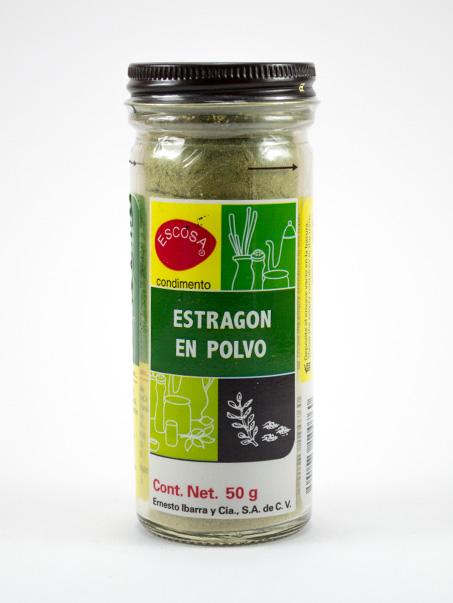 ESCOSA
®
condimento
ESTRAGON
EN POLVO
Cont. Net. 50 g
Ernesto Ibarra y Cia., S.A. de C. V.